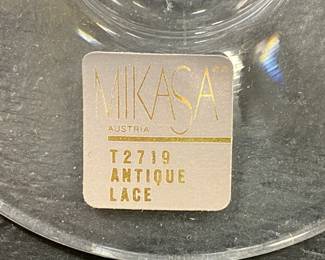 MIKASA
AUSTRIA
T2719
ANTIQUE
LACE